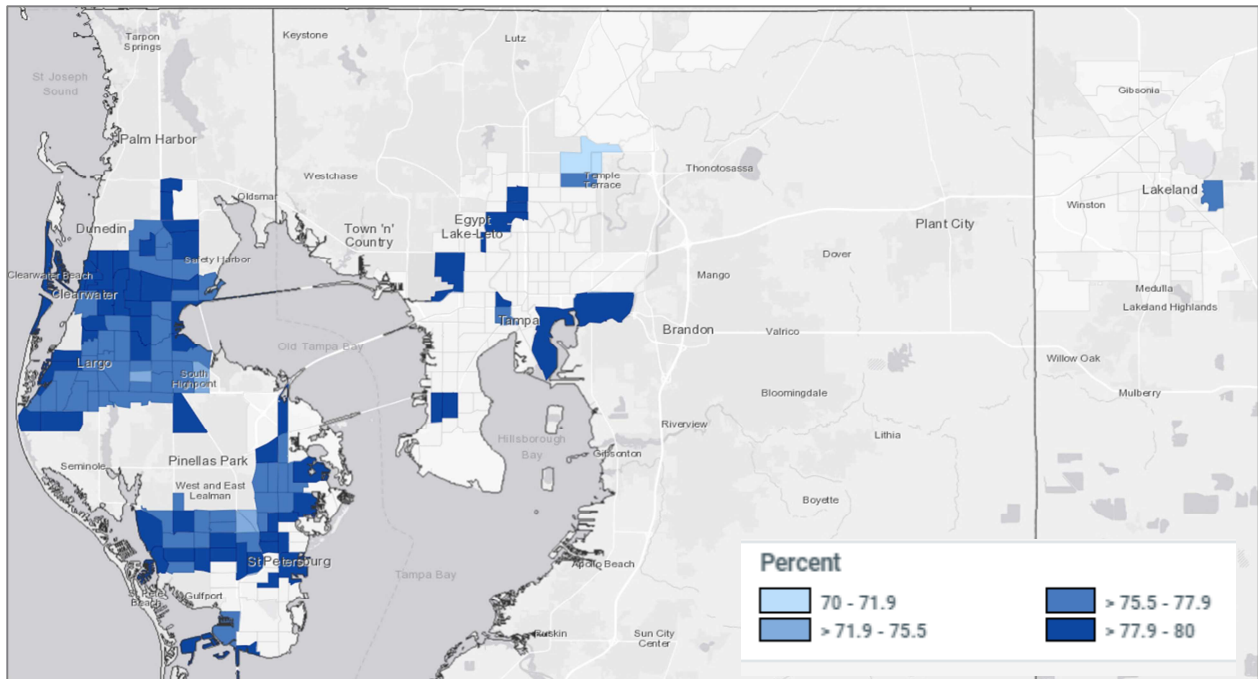 Tarpon
Springs
Keystone
Lutz
St Joseph
Sound
Gibsonia
Palm Harbor
Westchase
Temple
Terrace
Thonotosassa
Lakeland
Oldsmar
Winston
Dunedin
Egypt
Lake-Leto
Town 'n'
Country
Plant City
Safety Harbor
Dover
Clearwater Beach
Mango
Clearwater
Medulla
Lakeland Highlands
Tampa
Brandon
Valrico
Old Tampa Bay
Willow Oak
Largo
South
Highpoint
Bloomingdale
Mulberry
Riverview
Lithia
Hillsborough
Bay
Gibsonton
Pinellas Park
Seminole
West and East
Lealman
Boyette
St Petersburg
Tampa Bay
Apollo Beach
St Pete
Beach
Gulfport
Ruskin
Sun City
Center
Percent
70 - 71.9
> 75.5 - 77.9
> 71.9 - 75.5
> 77.9 - 80